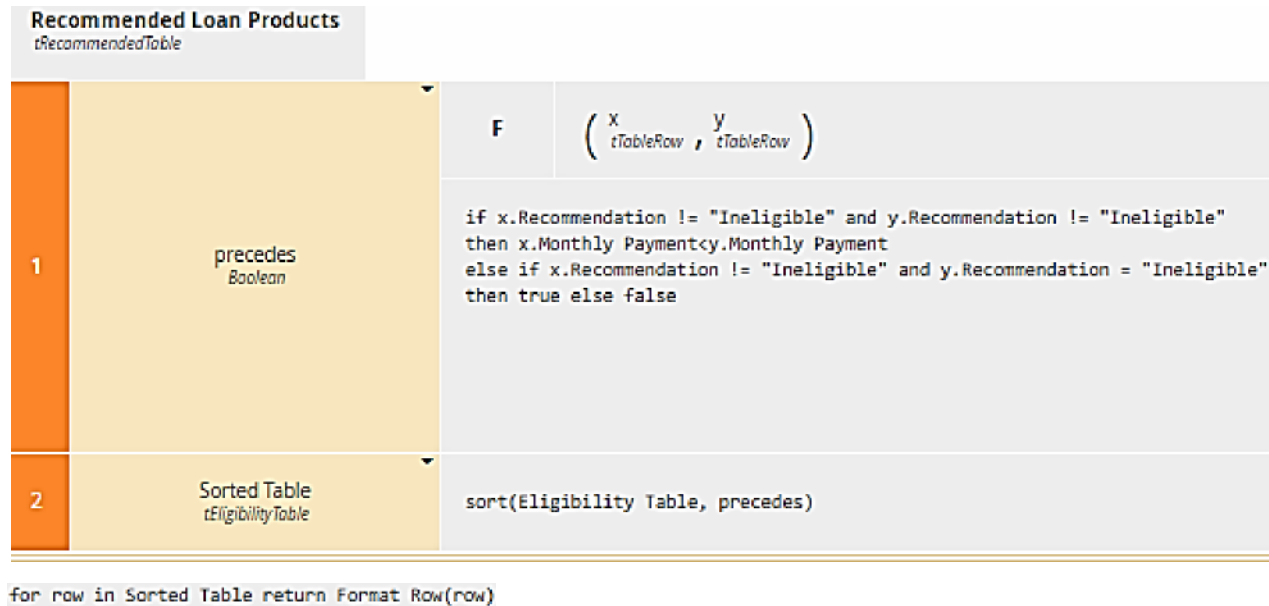 Recommended Loan Products
tRecommendedTable
F
( x , y )
tTableRow tTableRow
1
precedes
Boolean
if x.Recommendation != "Ineligible" and y.Recommendation != "Ineligible"
then x.Monthly Payment<y.Monthly Payment
else if x.Recommendation != "Ineligible" and y.Recommendation = "Ineligible"
then true else false
2
Sorted Table
tEligibilityTable
sort(Eligibility Table, precedes)
for row in Sorted Table return Format Row(row)